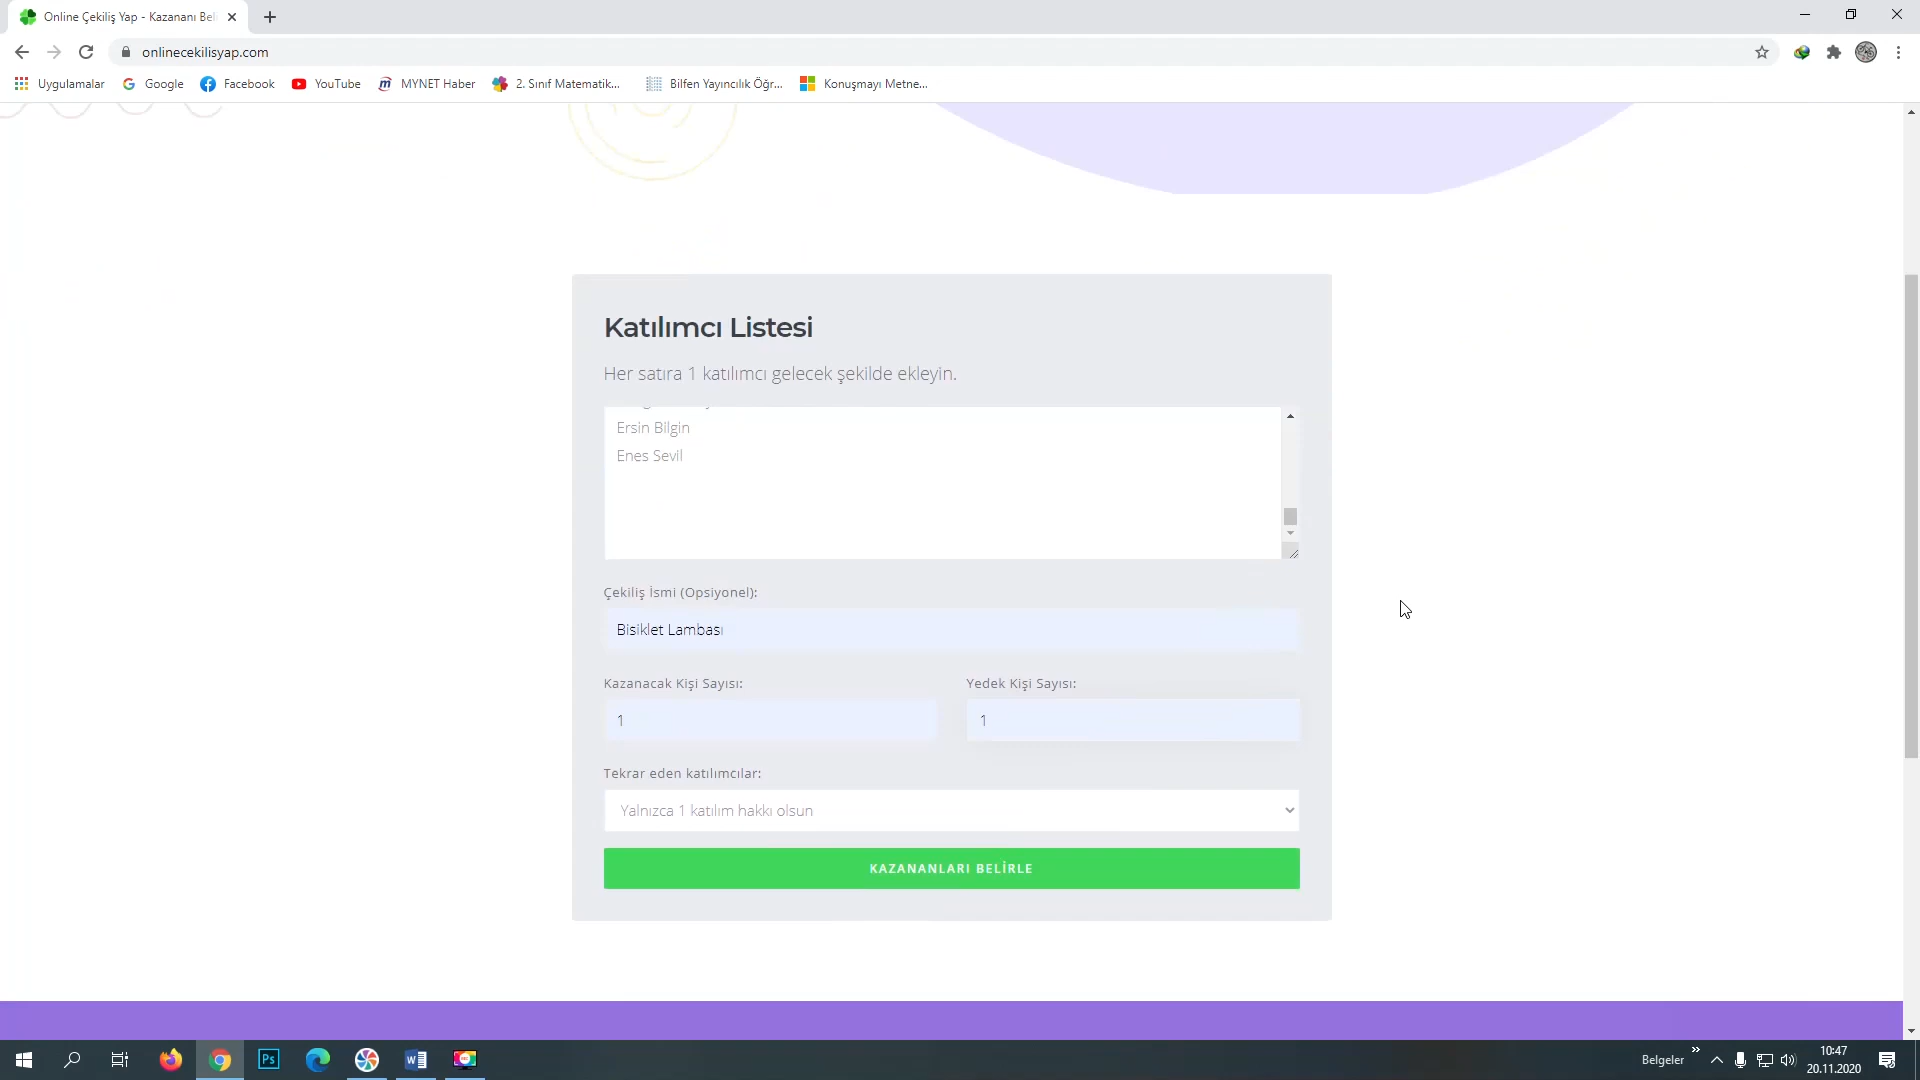 Online Çekiliş Yap - Kazananı Beli
onlinecekilisyap.com
Uygulamalar
Google
Facebook
YouTube
MYNET Haber
2. Sınıf Matematik...
Bilfen Yayıncılık Öğr...
Konuşmayı Metne...
Katılımcı Listesi
Her satıra 1 katılımcı gelecek şekilde ekleyin.
Ersin Bilgin
Enes Sevil
Çekiliş İsmi (Opsiyonel):
Bisiklet Lambası
Kazanacak Kişi Sayısı: Yedek Kişi Sayısı:
1 1
Tekrar eden katılımcılar:
Yalnızca 1 katılım hakkı olsun
KAZANANLARI BELİRLE
Ps
Belgeler
10:47
20.11.2020